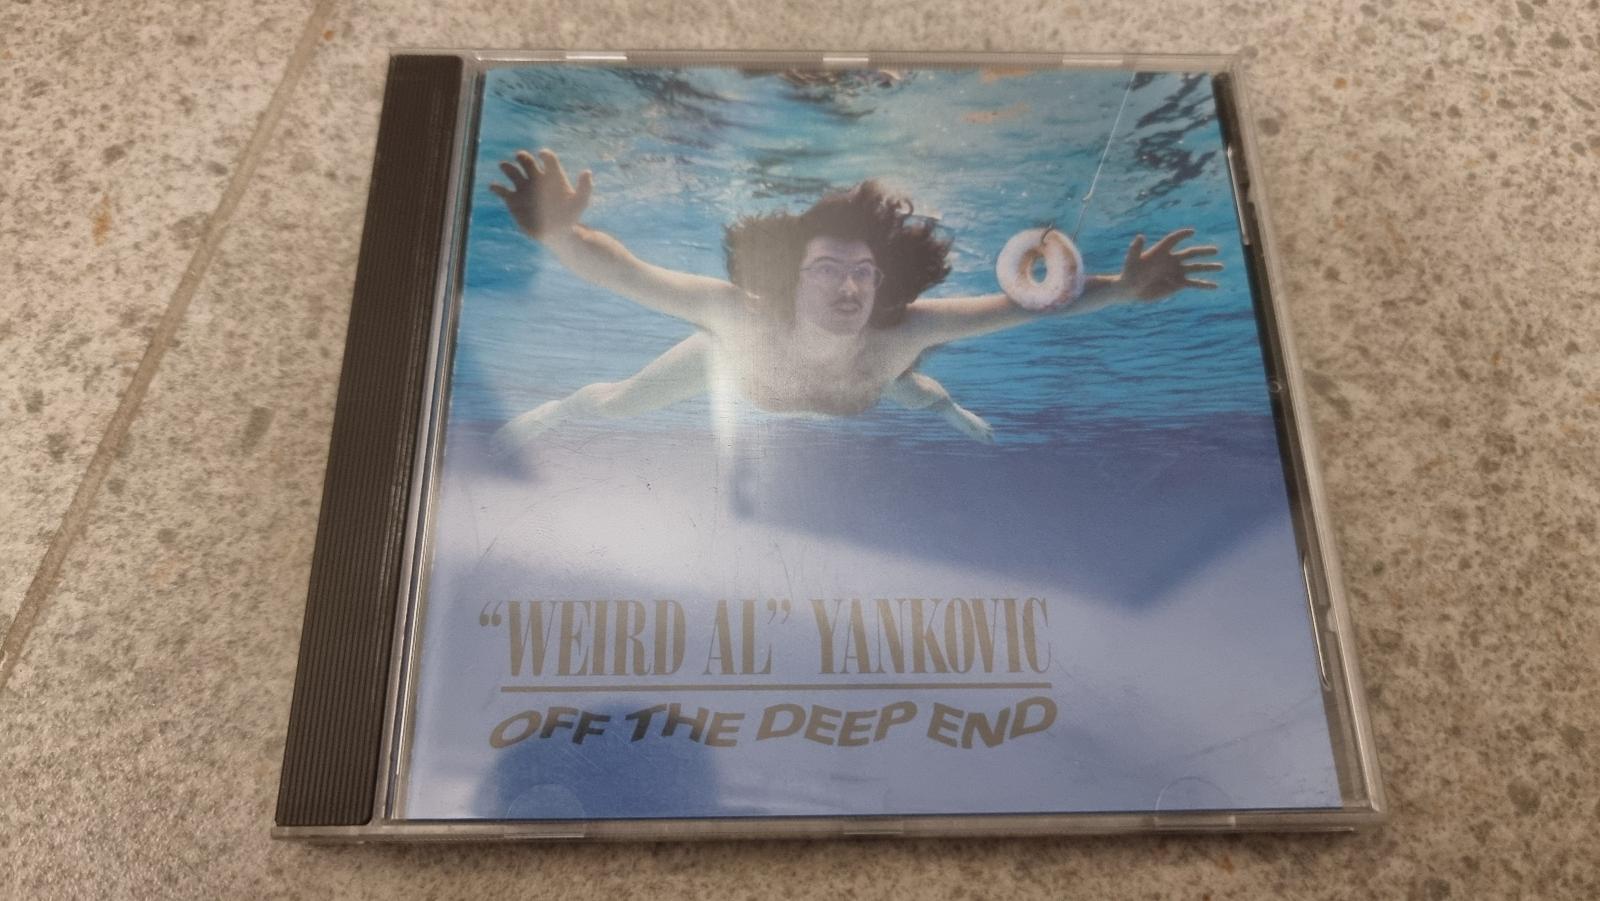 “WEIRD AL” YANKOVIC
OFF THE DEEP END